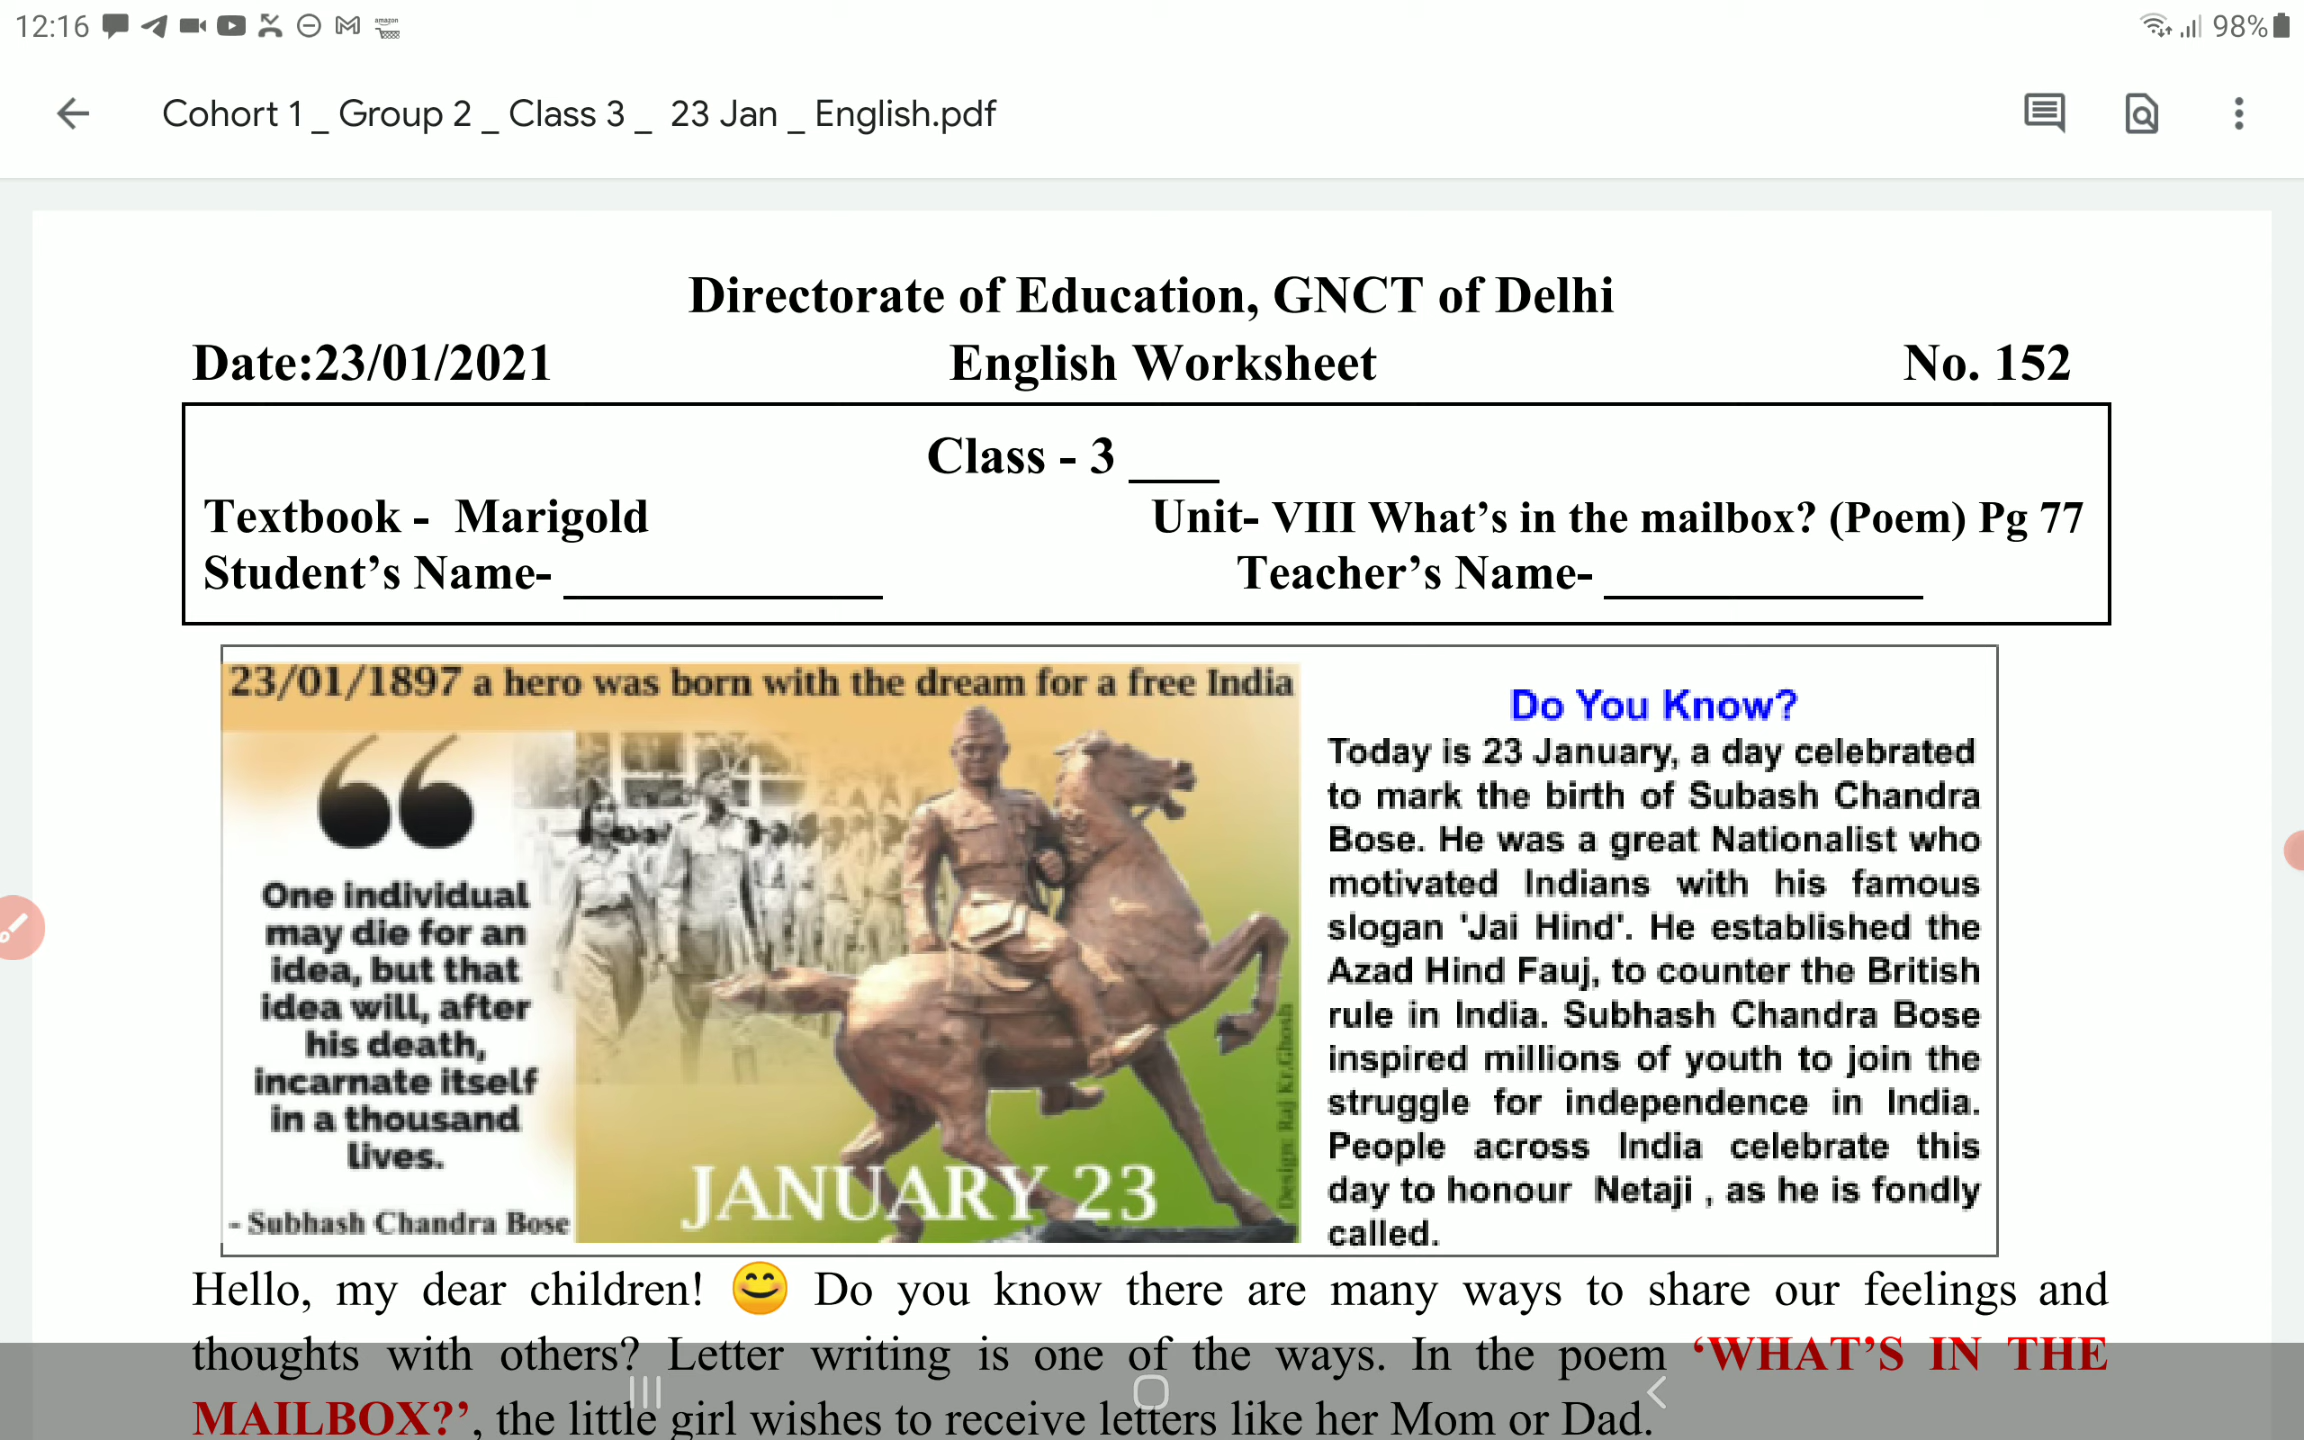 12:16
98%
Cohort 1 _ Group 2 _ Class 3 _ 23 Jan _ English.pdf
Directorate of Education, GNCT of Delhi
Date:23/01/2021 English Worksheet No. 152
Class - 3 ____
Textbook - Marigold Unit- VIII What’s in the mailbox? (Poem) Pg 77
Student’s Name- ______________ Teacher’s Name- ______________
23/01/1897 a hero was born with the dream for a free India
One individual
may die for an
idea, but that
idea will, after
his death,
incarnate itself
in a thousand
lives.
- Subhash Chandra Bose
JANUARY 23
Design: Raj Kr.Ghosh
Do You Know?
Today is 23 January, a day celebrated
to mark the birth of Subash Chandra
Bose. He was a great Nationalist who
motivated Indians with his famous
slogan 'Jai Hind'. He established the
Azad Hind Fauj, to counter the British
rule in India. Subhash Chandra Bose
inspired millions of youth to join the
struggle for independence in India.
People across India celebrate this
day to honour Netaji , as he is fondly
called.
Hello, my dear children! 😊 Do you know there are many ways to share our feelings and
thoughts with others? Letter writing is one of the ways. In the poem ‘WHAT’S IN THE
MAILBOX?’, the little girl wishes to receive letters like her Mom or Dad.